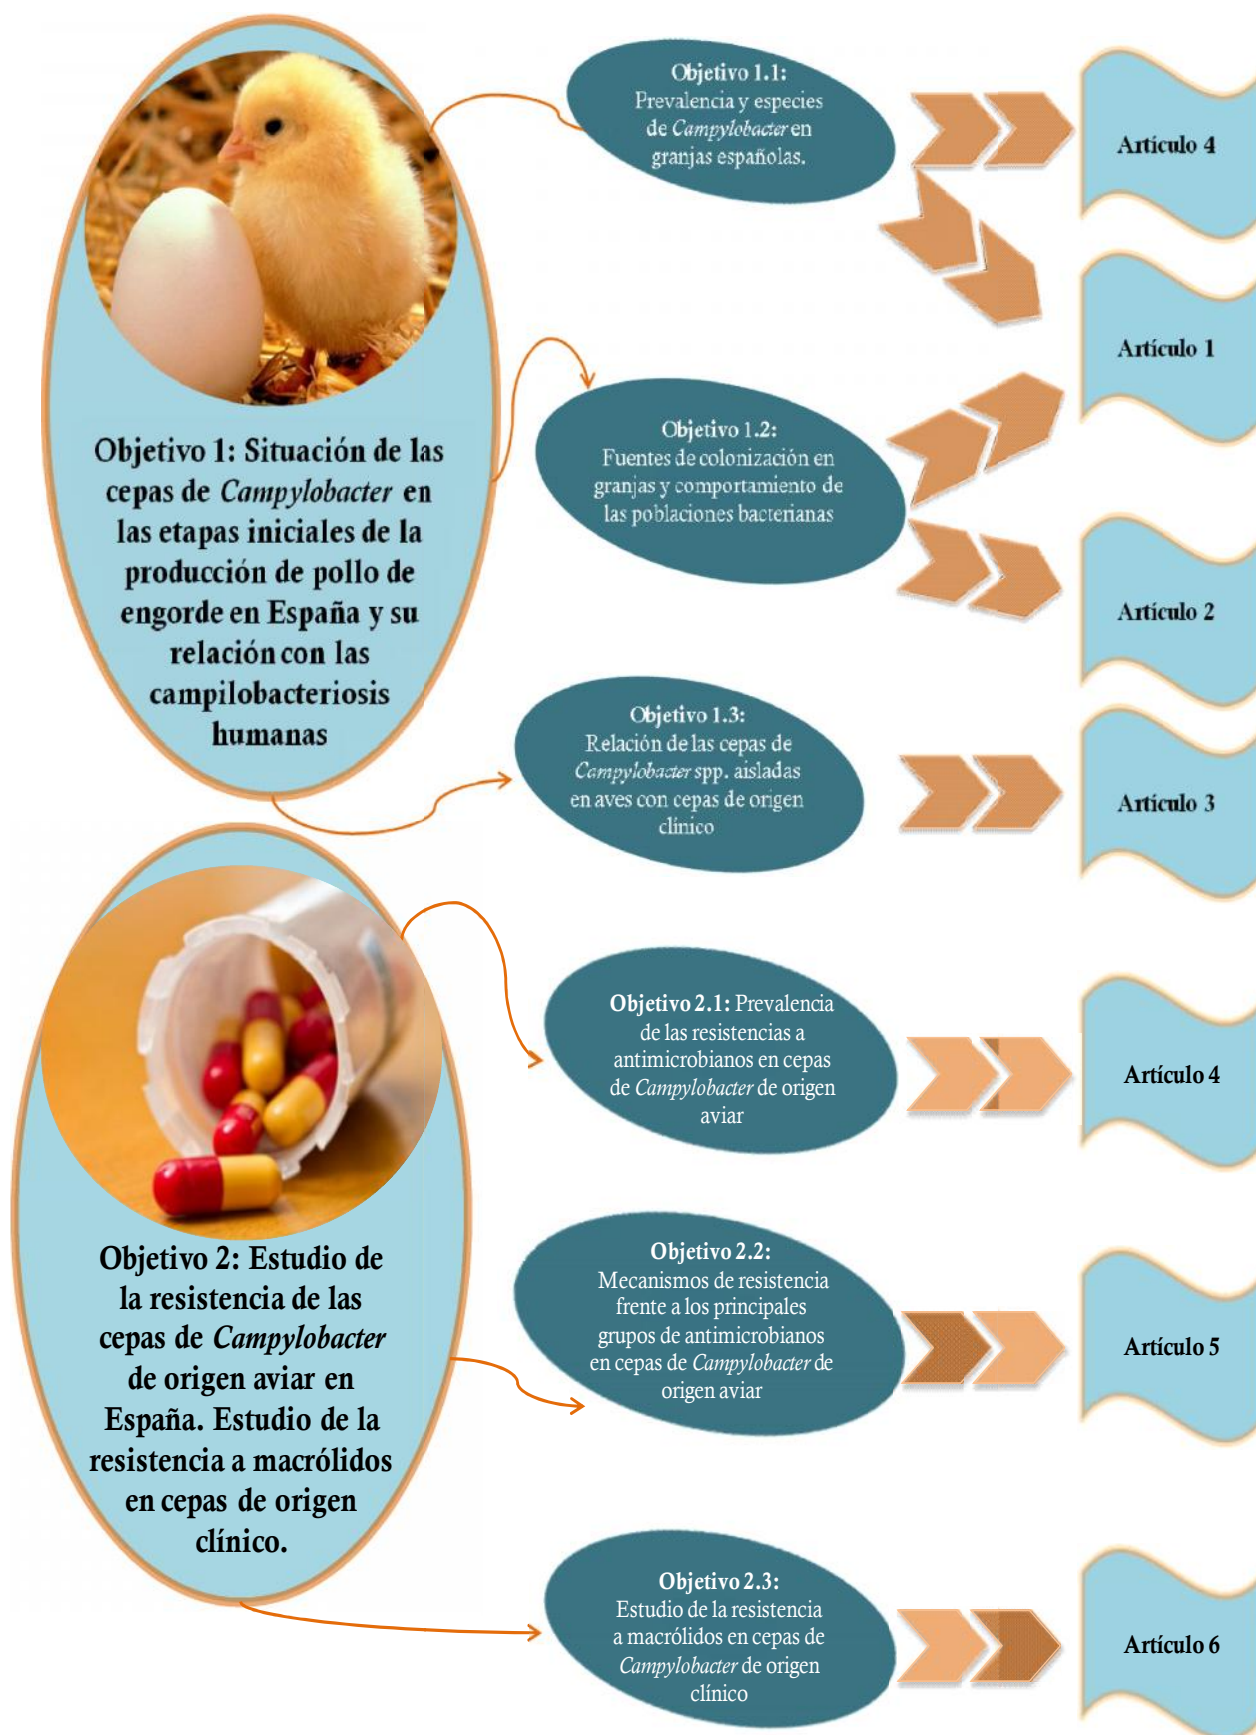 Objetivo 1: Situación de las
cepas de Campylobacter en
las etapas iniciales de la
producción de pollo de
engorde en España y su
relación con las
campilobacteriosis
humanas
Objetivo 1.1:
Prevalencia y especies
de Campylobacter en
granjas españolas.
Artículo 4
Artículo 1
Objetivo 1.2:
Fuentes de colonización en
granjas y comportamiento de
las poblaciones bacterianas
Artículo 2
Objetivo 1.3:
Relación de las cepas de
Campylobacter spp. aisladas
en aves con cepas de origen
clínico
Artículo 3
Objetivo 2: Estudio de
la resistencia de las
cepas de Campylobacter
de origen aviar en
España. Estudio de la
resistencia a macrólidos
en cepas de origen
clínico.
Objetivo 2.1: Prevalencia
de las resistencias a
antimicrobianos en cepas
de Campylobacter de origen
aviar
Artículo 4
Objetivo 2.2:
Mecanismos de resistencia
frente a los principales
grupos de antimicrobianos
en cepas de Campylobacter de
origen aviar
Artículo 5
Objetivo 2.3:
Estudio de la resistencia
a macrólidos en cepas de
Campylobacter de origen
clínico
Artículo 6